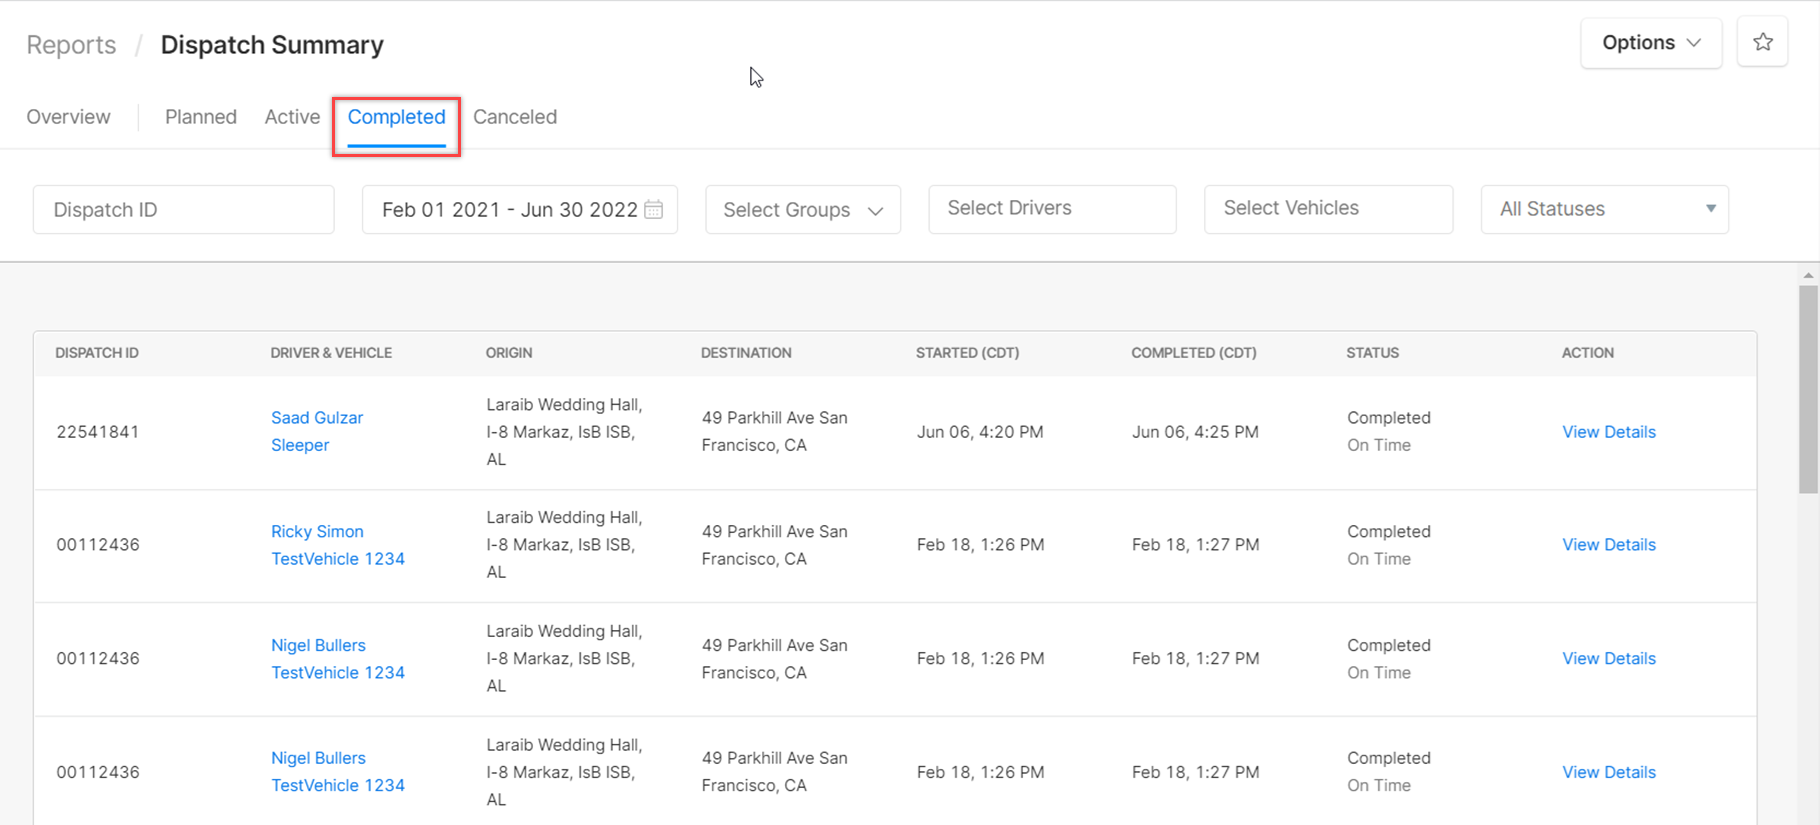 Reports / Dispatch Summary
Options
Overview Planned Active Completed Canceled
Dispatch ID Feb 01 2021 - Jun 30 2022 Select Groups Select Drivers Select Vehicles All Statuses
DISPATCH ID DRIVER & VEHICLE ORIGIN DESTINATION STARTED (CDT) COMPLETED (CDT) STATUS ACTION
22541841
Saad Gulzar
Sleeper
Laraib Wedding Hall,
I-8 Markaz, IsB ISB,
AL
49 Parkhill Ave San
Francisco, CA
Jun 06, 4:20 PM
Jun 06, 4:25 PM
Completed
On Time
View Details
00112436
Ricky Simon
TestVehicle 1234
Laraib Wedding Hall,
I-8 Markaz, IsB ISB,
AL
49 Parkhill Ave San
Francisco, CA
Feb 18, 1:26 PM
Feb 18, 1:27 PM
Completed
On Time
View Details
00112436
Nigel Bullers
TestVehicle 1234
Laraib Wedding Hall,
I-8 Markaz, IsB ISB,
AL
49 Parkhill Ave San
Francisco, CA
Feb 18, 1:26 PM
Feb 18, 1:27 PM
Completed
On Time
View Details
00112436
Nigel Bullers
TestVehicle 1234
Laraib Wedding Hall,
I-8 Markaz, IsB ISB,
AL
49 Parkhill Ave San
Francisco, CA
Feb 18, 1:26 PM
Feb 18, 1:27 PM
Completed
On Time
View Details